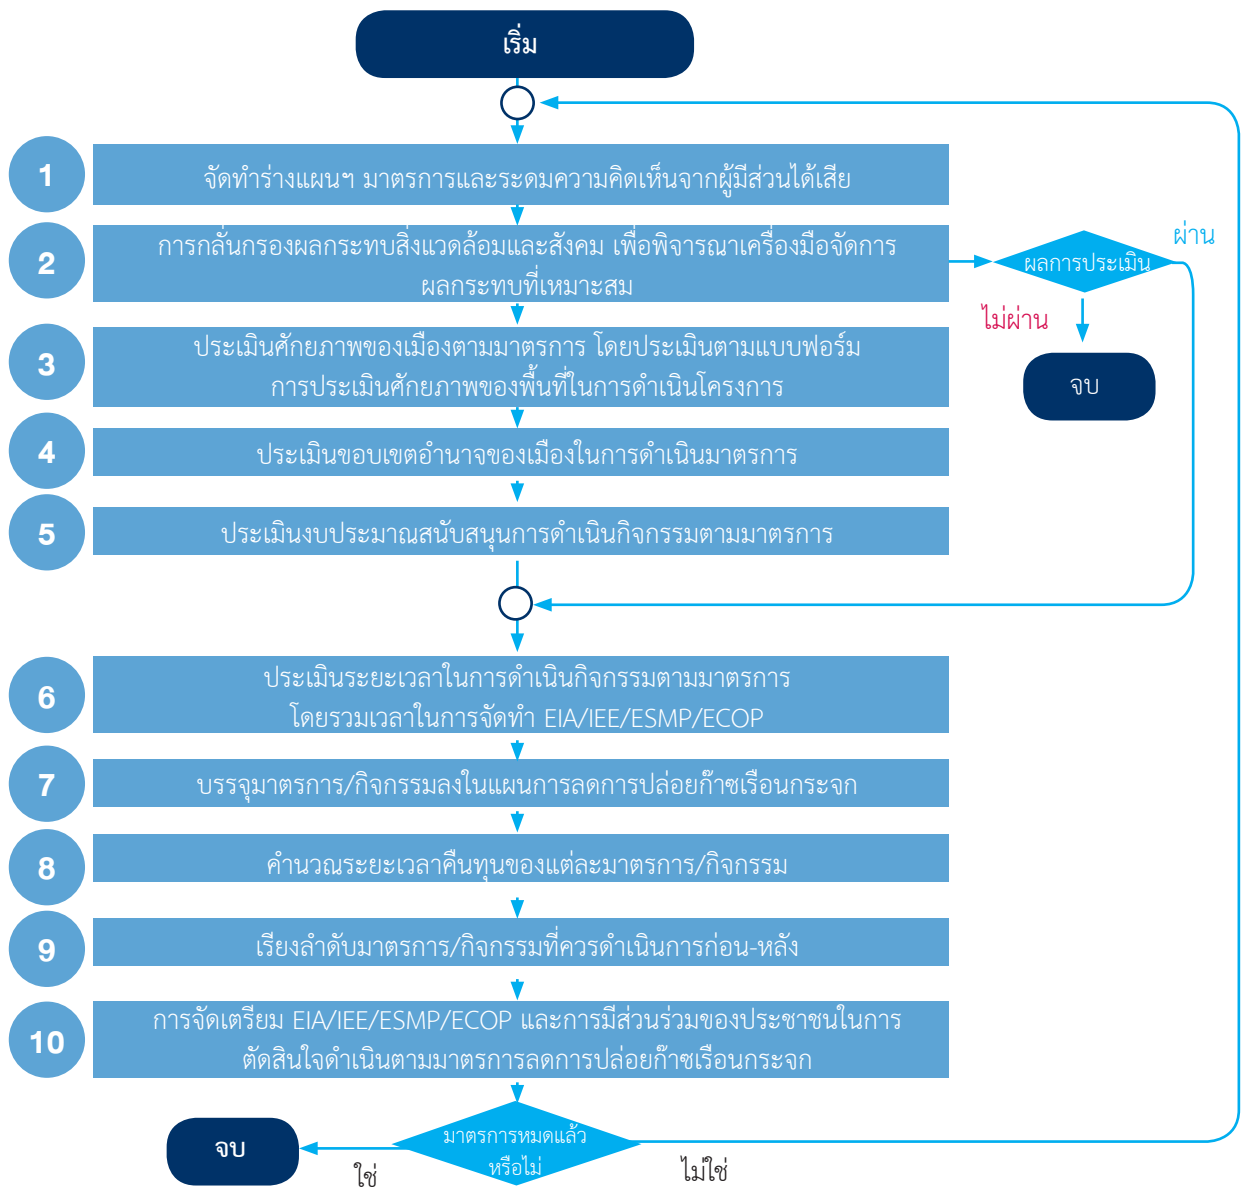 เริ่ม
1
จัดทำร่างแผนฯ มาตรการและระดมความคิดเห็นจากผู้มีส่วนได้เสีย
2
การกลั่นกรองผลกระทบสิ่งแวดล้อมและสังคม เพื่อพิจารณาเครื่องมือจัดการ
ผลกระทบที่เหมาะสม
ผลการประเมิน
ผ่าน
ไม่ผ่าน
จบ
3
ประเมินศักยภาพของเมืองตามมาตรการ โดยประเมินตามแบบฟอร์ม
การประเมินศักยภาพของพื้นที่ในการดำเนินโครงการ
4
ประเมินขอบเขตอำนาจของเมืองในการดำเนินมาตรการ
5
ประเมินงบประมาณสนับสนุนการดำเนินกิจกรรมตามมาตรการ
6
ประเมินระยะเวลาในการดำเนินกิจกรรมตามมาตรการ
โดยรวมเวลาในการจัดทำ EIA/IEE/ESMP/ECOP
7
บรรจุมาตรการ/กิจกรรมลงในแผนการลดการปล่อยก๊าซเรือนกระจก
8
คำนวณระยะเวลาคืนทุนของแต่ละมาตรการ/กิจกรรม
9
เรียงลำดับมาตรการ/กิจกรรมที่ควรดำเนินการก่อน-หลัง
10
การจัดเตรียม EIA/IEE/ESMP/ECOP และการมีส่วนร่วมของประชาชนในการ
ตัดสินใจดำเนินตามมาตรการลดการปล่อยก๊าซเรือนกระจก
มาตรการหมดแล้ว
หรือไม่
จบ
ใช่
ไม่ใช่